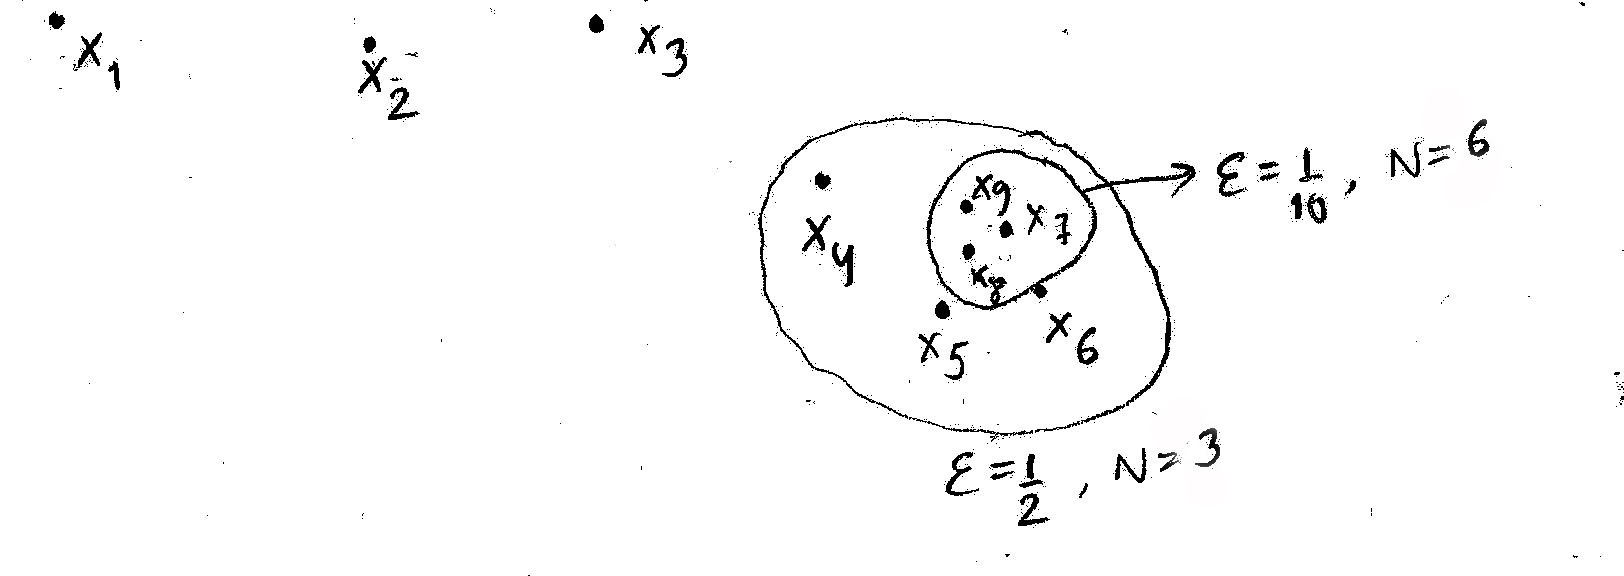 x1
x2
x3
ε = 1/10, N = 6
x9
x7
x4
x8
x5
x6
ε = 1/2, N = 3